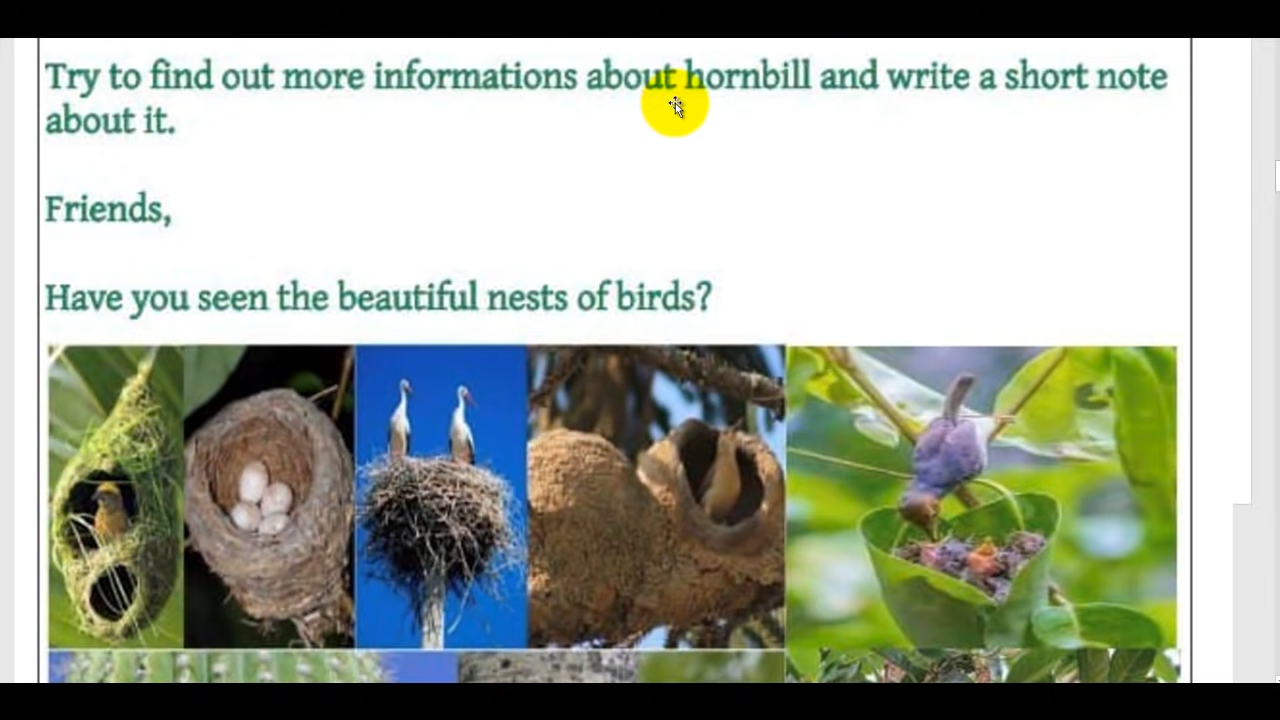 Try to find out more informations about hornbill and write a short note
about it.
Friends,
Have you seen the beautiful nests of birds?